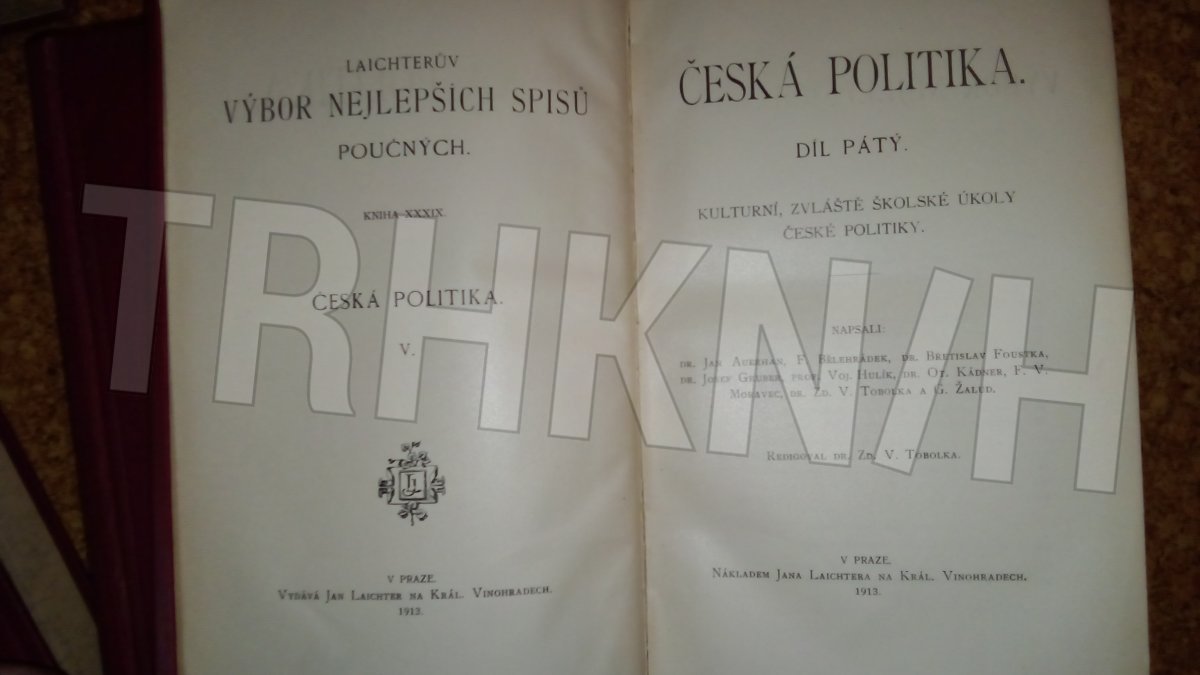 LAICHTERŮV
VÝBOR NEJLEPŠÍCH SPISŮ
POUČNÝCH.
KNIHA XXXIX.
ČESKÁ POLITIKA.
V.
V PRAZE.
VYDÁVÁ JAN LAICHTER NA KRÁL. VINOHRADECH.
1913.
ČESKÁ POLITIKA.
DÍL PÁTÝ.
KULTURNÍ, ZVLÁŠTĚ ŠKOLSKÉ ÚKOLY
ČESKÉ POLITIKY.
NAPSALI:
DR. JAN AUERHAN, F. BĚLEHRÁDEK, DR. BŘETISLAV FOUSTKA,
DR. JOSEF GRUBER, PROF. VOJ. HULÍK, DR. OT. KÁDNER, F. V.
MORAVEC, DR. ZD. V. TOBOLKA A G. ŽALUD.
REDIGOVAL DR. ZD. V. TOBOLKA.
V PRAZE.
NÁKLADEM JANA LAICHTERA NA KRÁL. VINOHRADECH.
1913.
TRHKNIH